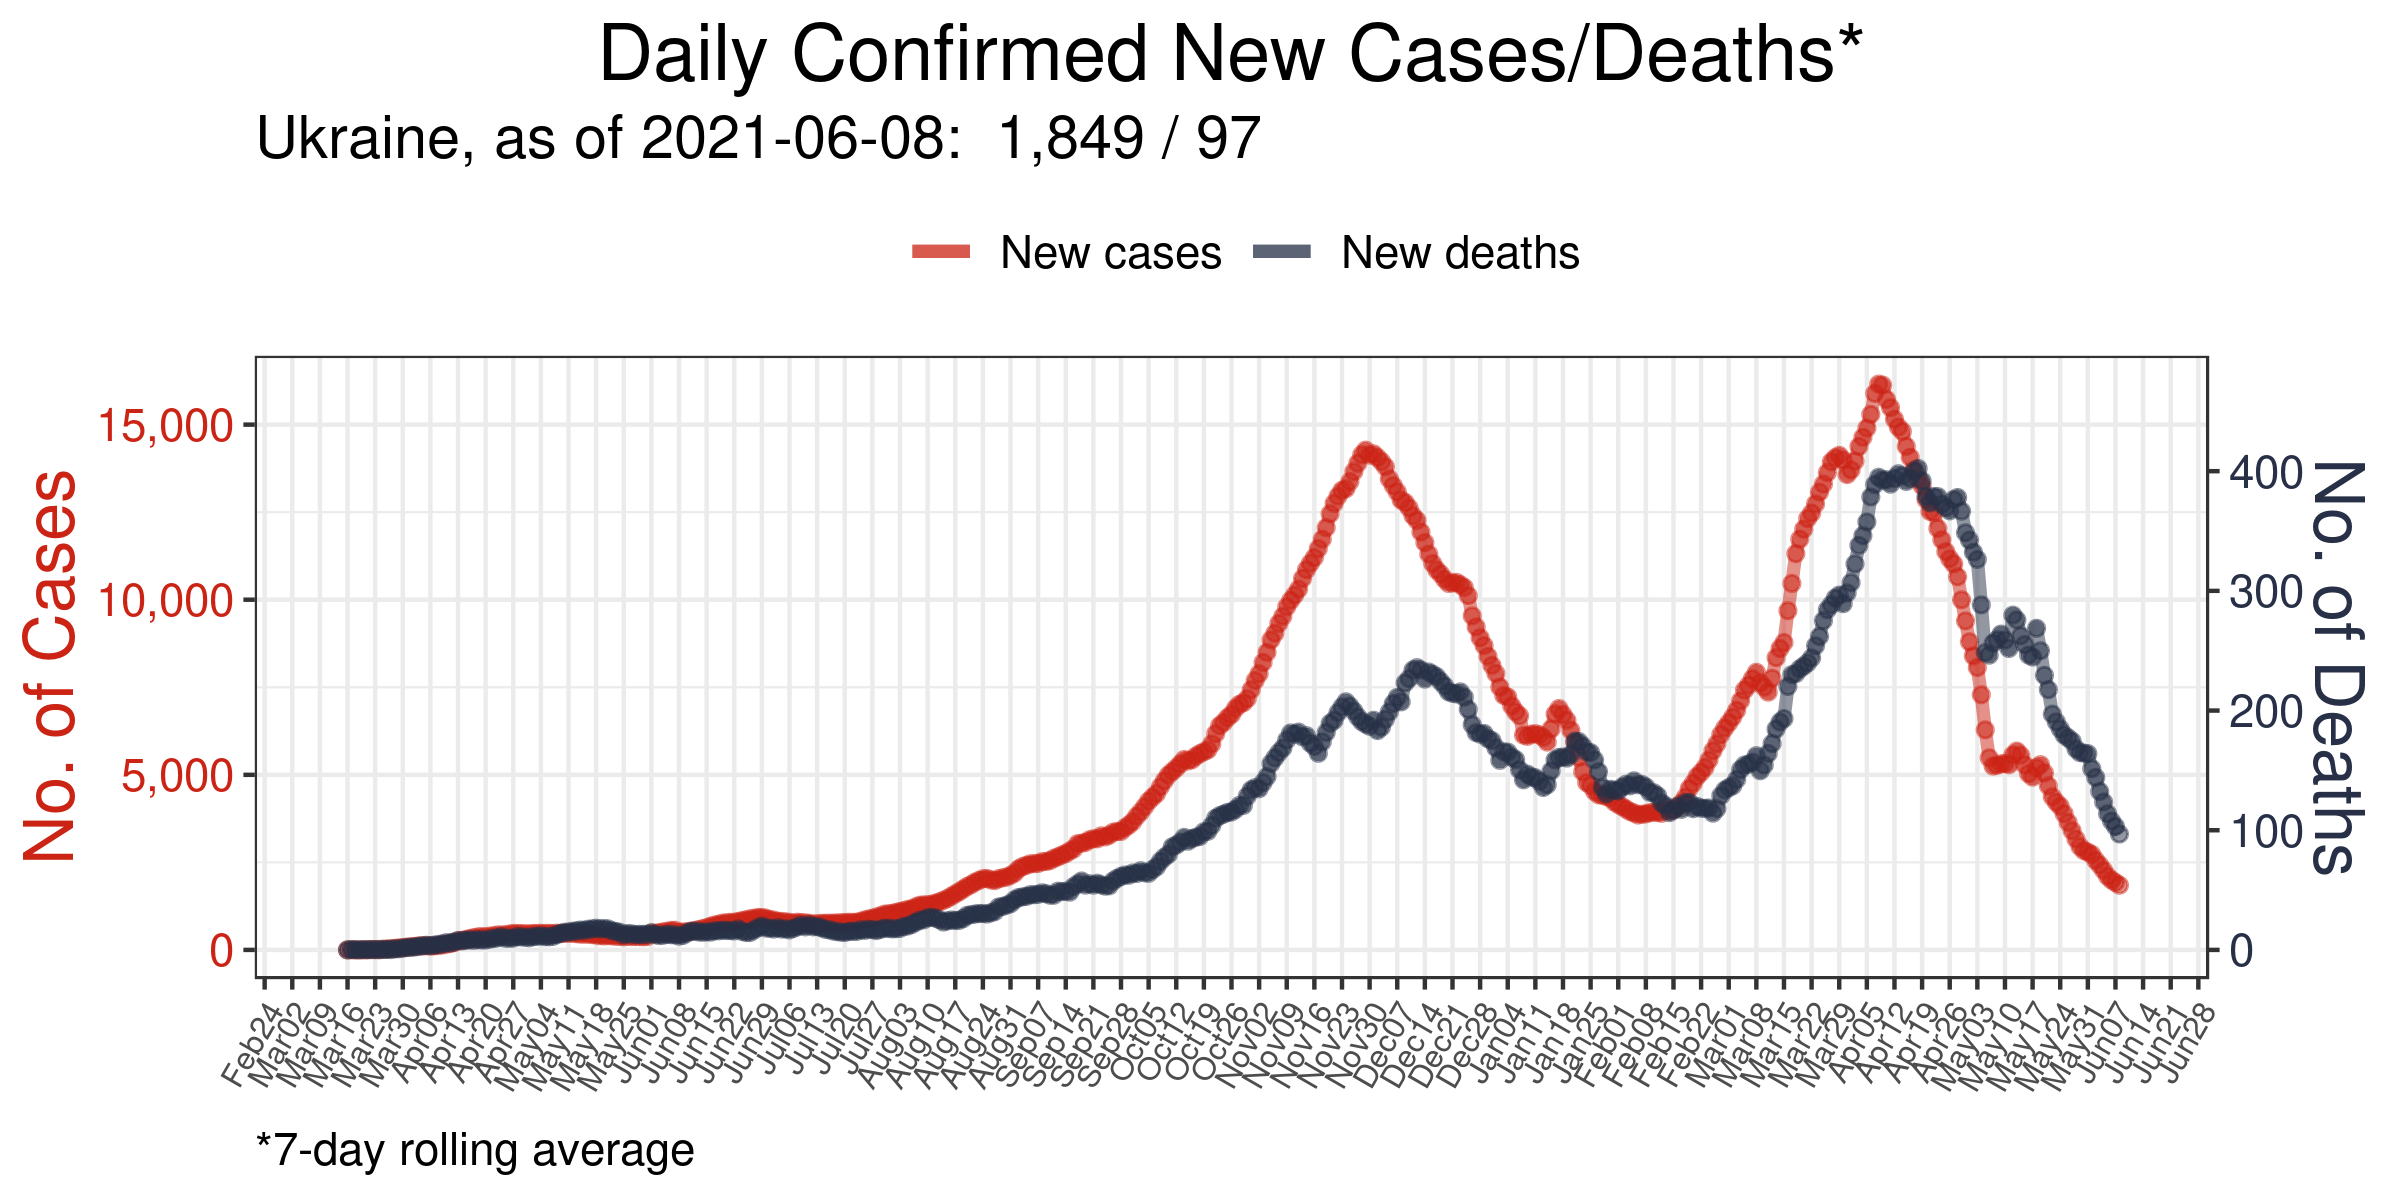 Daily Confirmed New Cases/Deaths*
Ukraine, as of 2021-06-08:  1,849 / 97
New cases
New deaths
No. of Cases
15,000
10,000
5,000
0
No. of Deaths
400
300
200
100
0
Feb24
Mar02
Mar09
Mar16
Mar23
Mar30
Apr06
Apr13
Apr20
Apr27
May04
May11
May18
May25
Jun01
Jun08
Jun15
Jun22
Jun29
Jul06
Jul13
Jul20
Jul27
Aug03
Aug10
Aug17
Aug24
Aug31
Sep07
Sep14
Sep21
Sep28
Oct05
Oct12
Oct19
Oct26
Nov02
Nov09
Nov16
Nov23
Nov30
Dec07
Dec14
Dec21
Dec28
Jan04
Jan11
Jan18
Jan25
Feb01
Feb08
Feb15
Feb22
Mar01
Mar08
Mar15
Mar22
Mar29
Apr05
Apr12
Apr19
Apr26
May03
May10
May17
May24
May31
Jun07
Jun14
Jun21
Jun28
*7-day rolling average